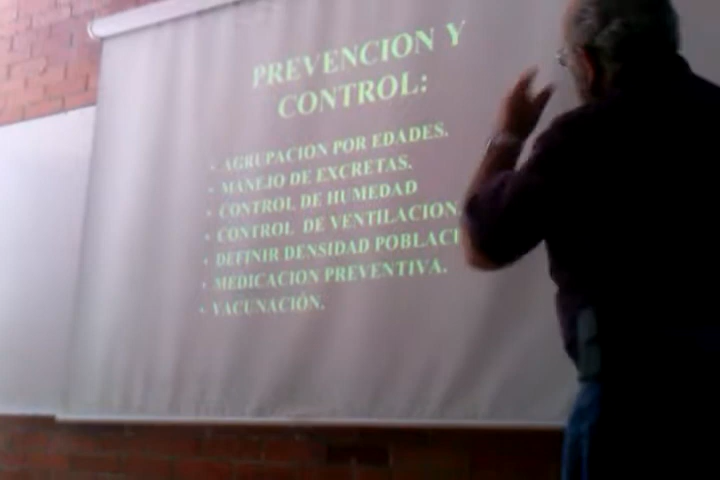 PREVENCION Y
CONTROL:
• AGRUPACION POR EDADES.
• MANEJO DE EXCRETAS.
• CONTROL DE HUMEDAD
• CONTROL DE VENTILACION
• DEFINIR DENSIDAD POBLACI
• MEDICACION PREVENTIVA.
• VACUNACIÓN.